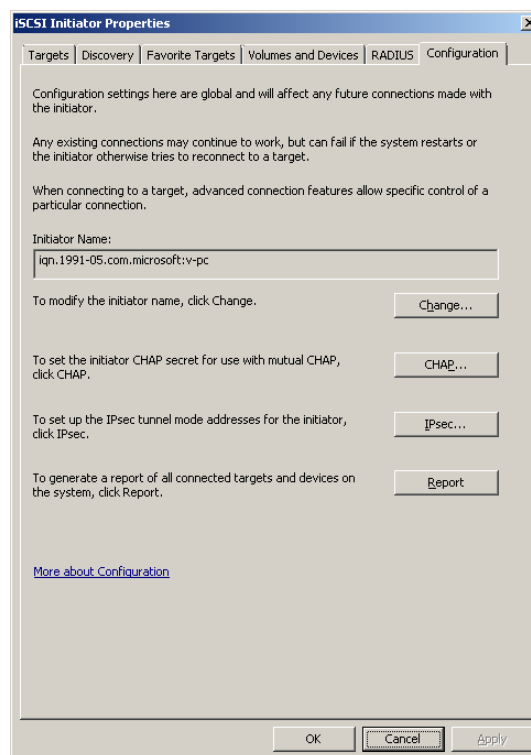 iSCSI Initiator Properties
Targets Discovery Favorite Targets Volumes and Devices RADIUS Configuration
Configuration settings here are global and will affect any future connections made with
the initiator.
Any existing connections may continue to work, but can fail if the system restarts or
the initiator otherwise tries to reconnect to a target.
When connecting to a target, advanced connection features allow specific control of a
particular connection.
Initiator Name:
iqn.1991-05.com.microsoft:v-pc
To modify the initiator name, click Change.
Change...
To set the initiator CHAP secret for use with mutual CHAP,
click CHAP.
CHAP...
To set up the IPsec tunnel mode addresses for the initiator,
click IPsec.
IPsec...
To generate a report of all connected targets and devices on
the system, click Report.
Report
More about Configuration
OK Cancel Apply